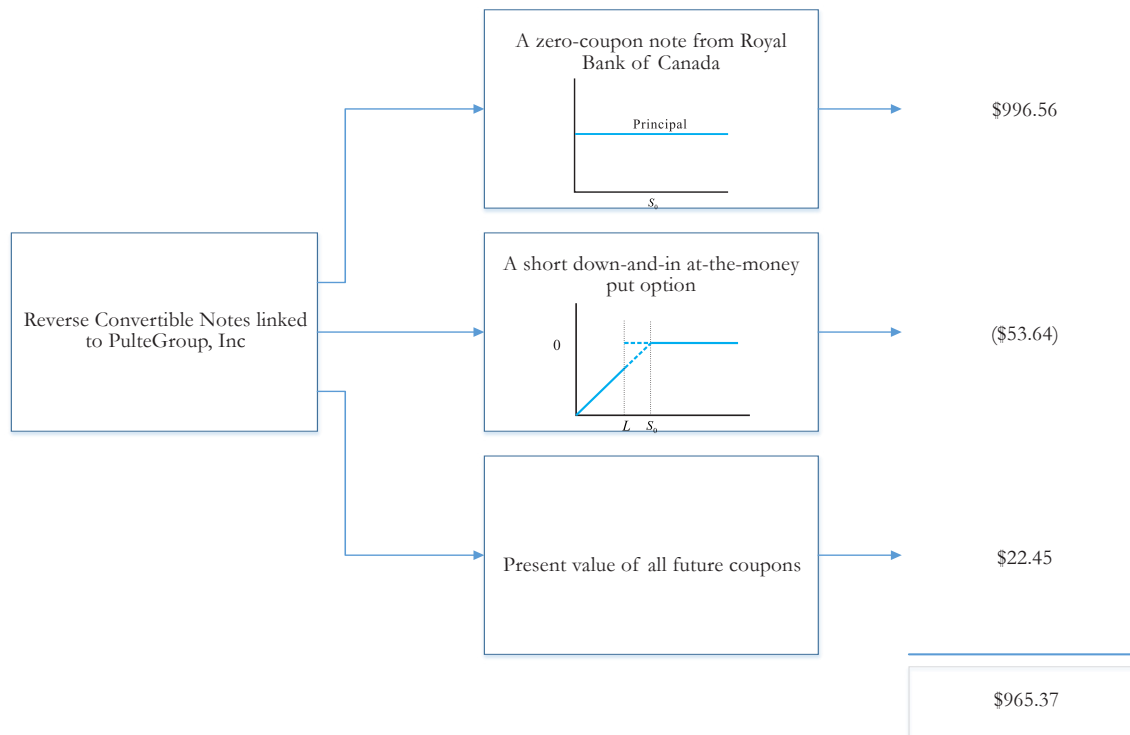 A zero-coupon note from Royal
Bank of Canada
Principal
S₀
$996.56
Reverse Convertible Notes linked
to PulteGroup, Inc
A short down-and-in at-the-money
put option
0
L S₀
($53.64)
Present value of all future coupons
$22.45
$965.37